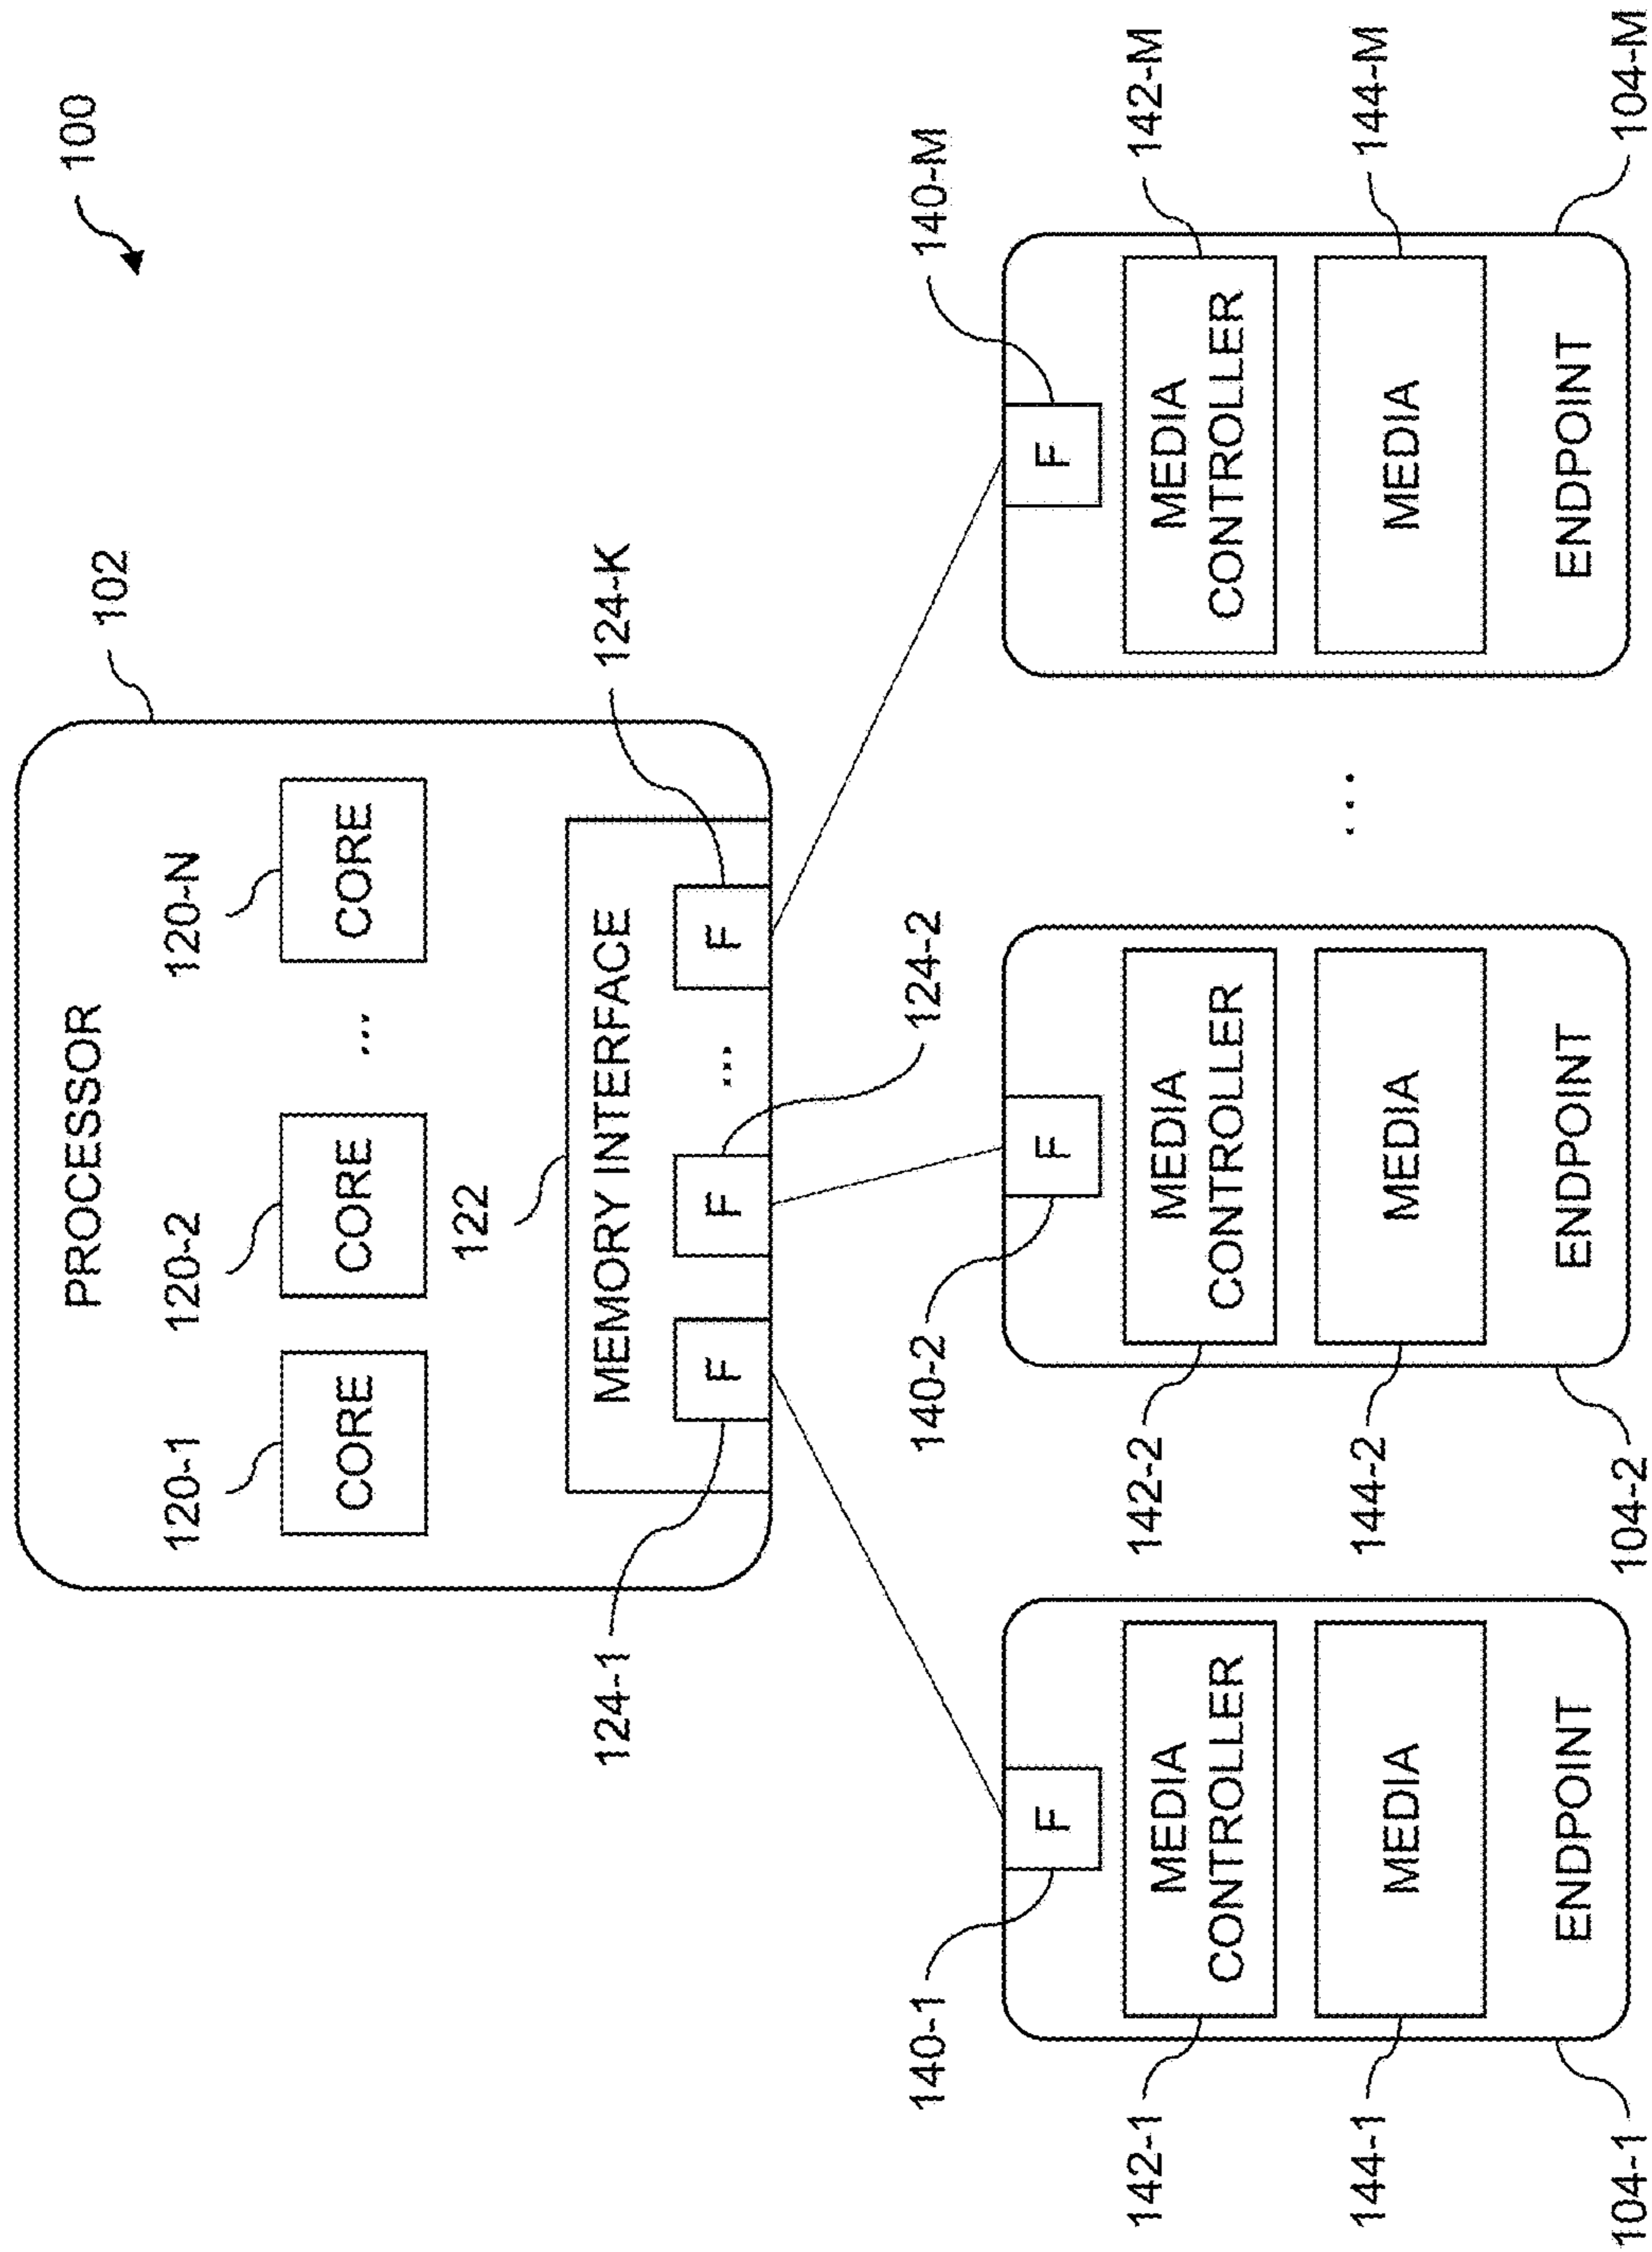 100
102
PROCESSOR
120-1
120-2
...
120-N
CORE
CORE
CORE
122
MEMORY INTERFACE
F
F
...
F
124-1
124-2
124-K
140-1
140-2
140-M
F
MEDIA
CONTROLLER
MEDIA
ENDPOINT
142-1
144-1
104-1
F
MEDIA
CONTROLLER
MEDIA
ENDPOINT
142-2
144-2
104-2
...
F
MEDIA
CONTROLLER
MEDIA
ENDPOINT
142-M
144-M
104-M